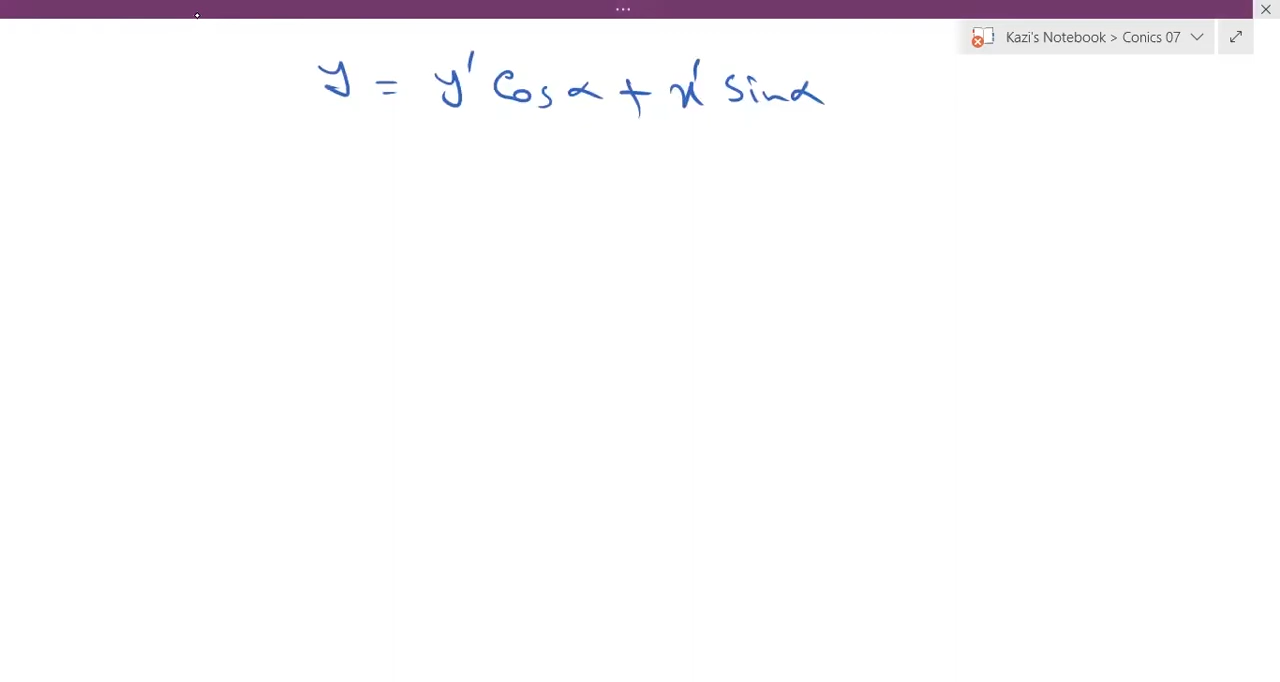 ...
Kazi's Notebook > Conics 07
y = y' Cos α + x' Sin α